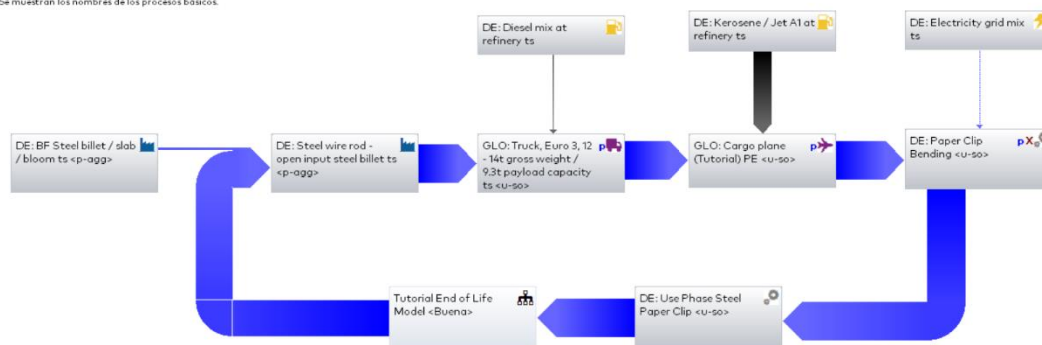 Se muestran los nombres de los procesos básicos.
DE: Diesel mix at
refinery ts
DE: Kerosene / Jet A1 at
refinery ts
DE: Electricity grid mix
ts
DE: BF Steel billet / slab
/ bloom ts <p-agg>
DE: Steel wire rod -
open input steel billet ts
<p-agg>
GLO: Truck, Euro 3, 12
- 14t gross weight /
9.3t payload capacity
ts <u-so>
p
GLO: Cargo plane
(Tutorial) PE <u-so>
p
DE: Paper Clip
Bending <u-so>
pX
Tutorial End of Life
Model <Buena>
DE: Use Phase Steel
Paper Clip <u-so>